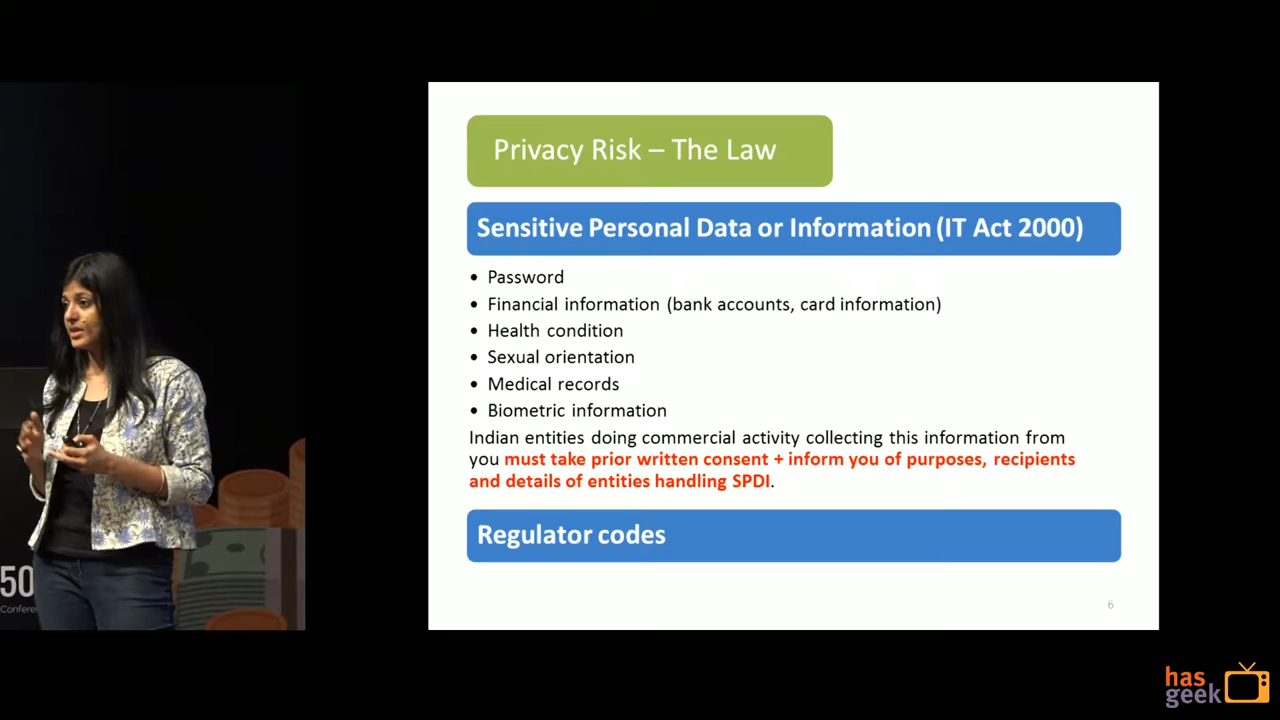 Privacy Risk – The Law
Sensitive Personal Data or Information (IT Act 2000)
• Password
• Financial information (bank accounts, card information)
• Health condition
• Sexual orientation
• Medical records
• Biometric information
Indian entities doing commercial activity collecting this information from
you must take prior written consent + inform you of purposes, recipients
and details of entities handling SPDI.
Regulator codes
6
50
Confere
has
geek